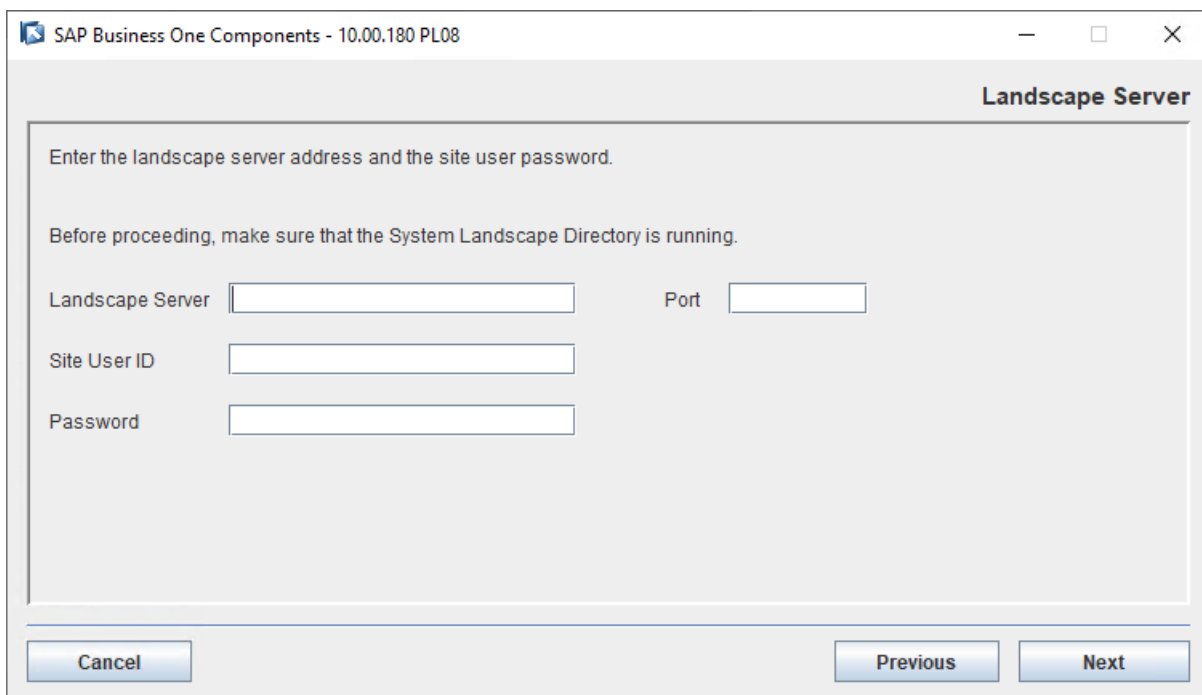 SAP Business One Components - 10.00.180 PL08
Landscape Server
Enter the landscape server address and the site user password.
Before proceeding, make sure that the System Landscape Directory is running.
Landscape Server Port
Site User ID
Password
Cancel Previous Next